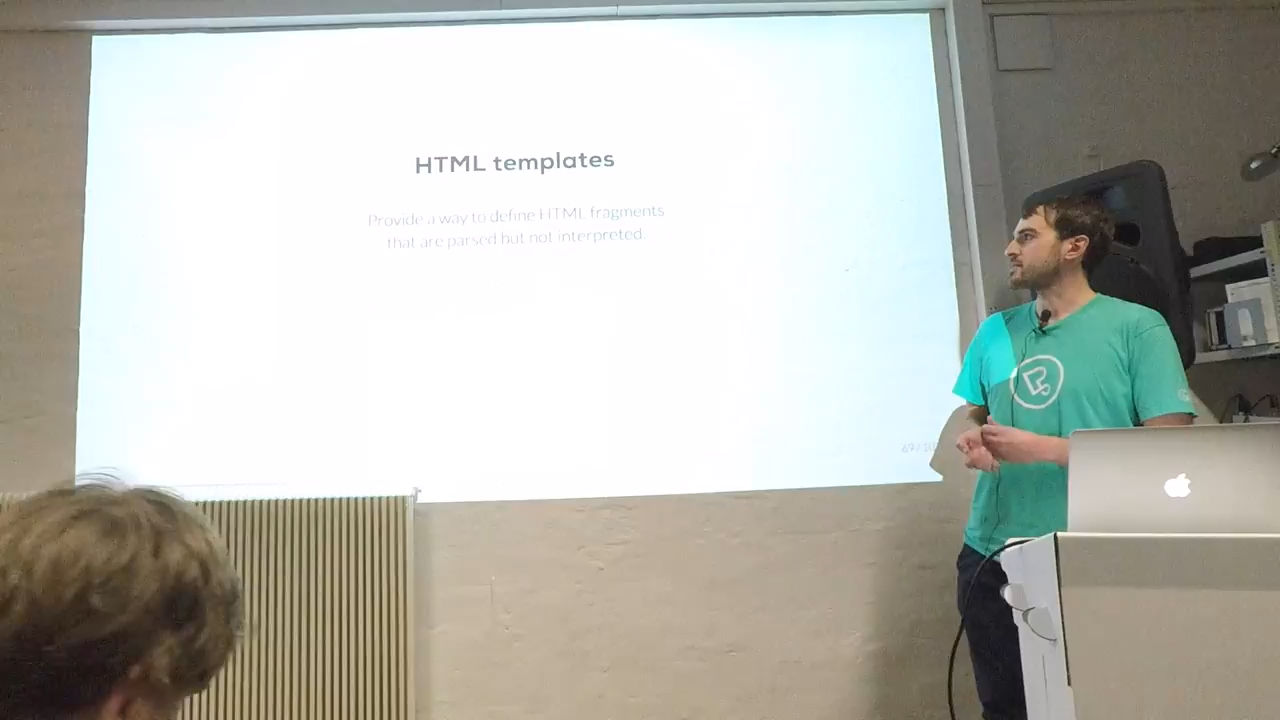 HTML templates
Provide a way to define HTML fragments
that are parsed but not interpreted.